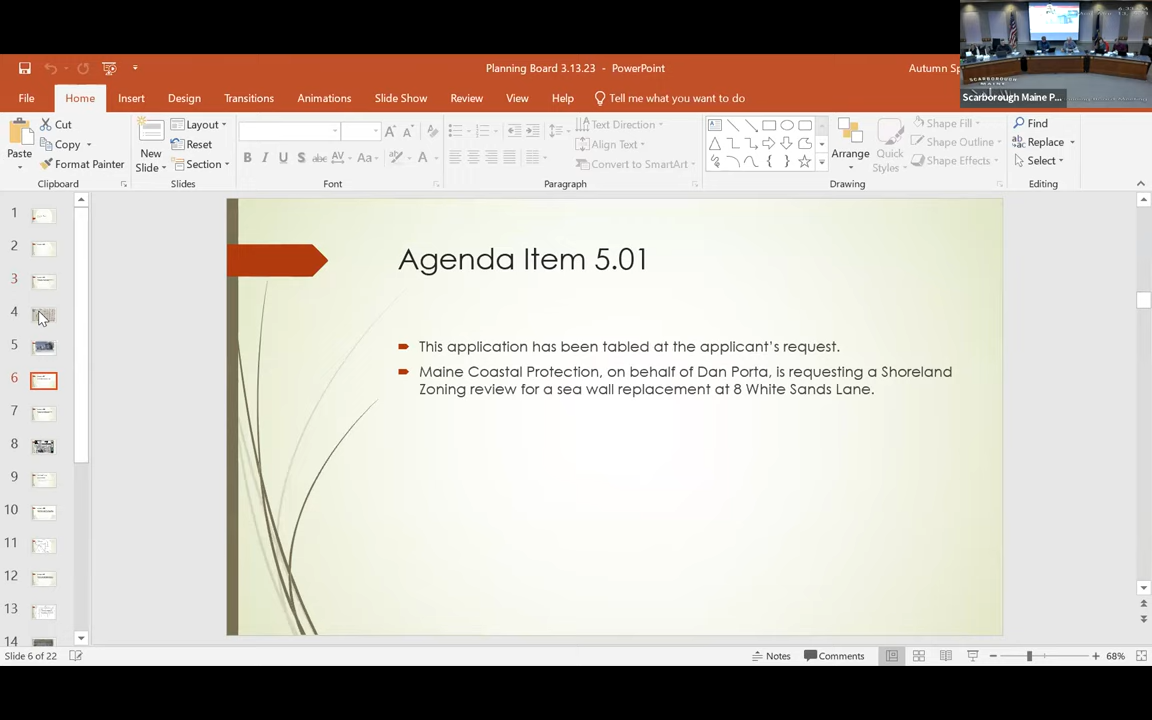 Planning Board 3.13.23 - PowerPoint
Autumn Sp
File Home Insert Design Transitions Animations Slide Show Review View Help Tell me what you want to do
Paste
Cut
Copy
Format Painter
Clipboard
New Slide
Layout
Reset
Section
Slides
Font
Text Direction
Align Text
Convert to SmartArt
Paragraph
Arrange
Quick Styles
Shape Fill
Shape Outline
Shape Effects
Drawing
Find
Replace
Select
Editing
Scarborough Maine P...
SCARBOROUGH
MAINE
1
2
3
4
5
6
7
8
9
10
11
12
13
14
Agenda Item 5.01
This application has been tabled at the applicant's request.
Maine Coastal Protection, on behalf of Dan Porta, is requesting a Shoreland
Zoning review for a sea wall replacement at 8 White Sands Lane.
Slide 6 of 22
Notes
Comments
68%